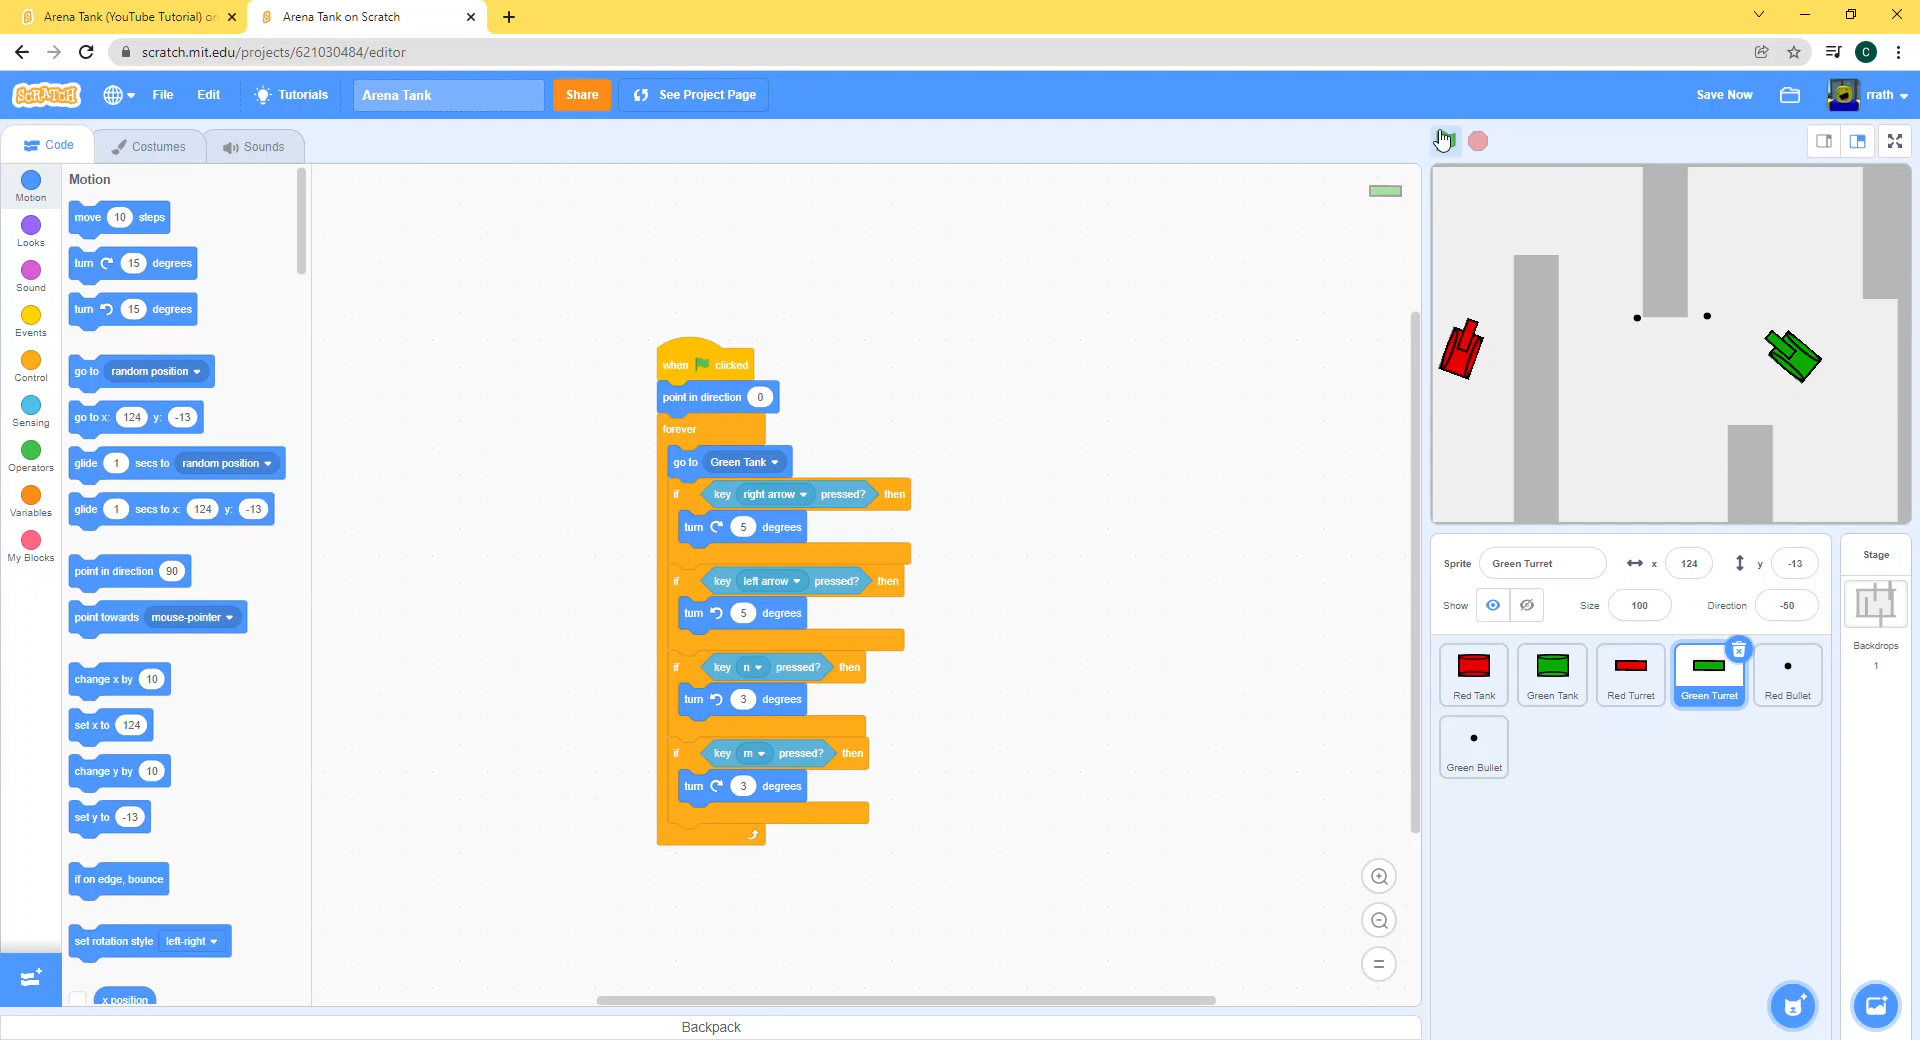 Arena Tank (YouTube Tutorial) on
Arena Tank on Scratch
scratch.mit.edu/projects/621030484/editor
C
SCRATCH
File
Edit
Tutorials
Arena Tank
Share
See Project Page
Save Now
rrath
Code
Costumes
Sounds
Motion
Looks
Sound
Events
Control
Sensing
Operators
Variables
My Blocks
Motion
move 10 steps
turn 15 degrees
turn 15 degrees
go to random position
go to x: 124 y: -13
glide 1 secs to random position
glide 1 secs to x: 124 y: -13
point in direction 90
point towards mouse-pointer
change x by 10
set x to 124
change y by 10
set y to -13
if on edge, bounce
set rotation style left-right
x position
when clicked
point in direction 0
forever
go to Green Tank
if key right arrow pressed? then
turn 5 degrees
if key left arrow pressed? then
turn 5 degrees
if key n pressed? then
turn 3 degrees
if key m pressed? then
turn 3 degrees
Backpack
Sprite Green Turret x 124 y -13
Show Size 100 Direction -50
Red Tank
Green Tank
Red Turret
Green Turret
Red Bullet
Green Bullet
Stage
Backdrops
1